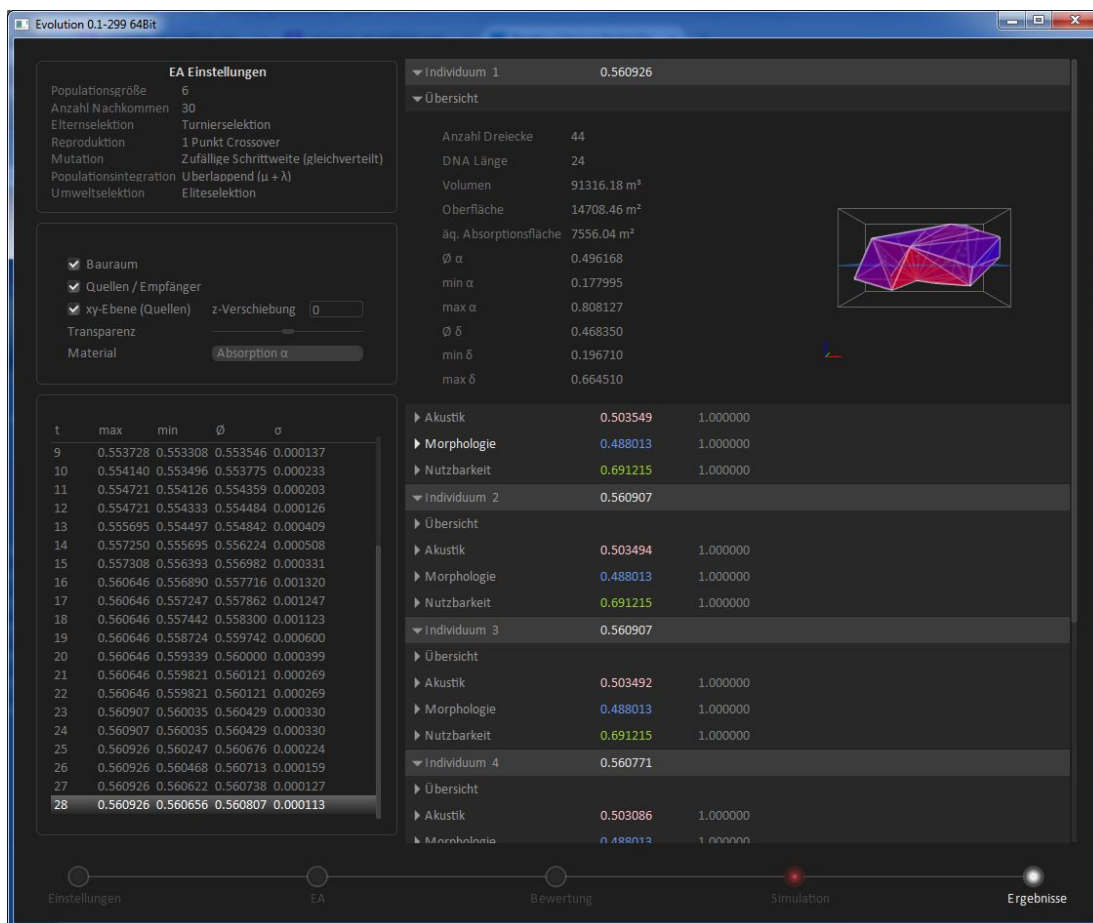 Evolution 0.1-299 64Bit
EA Einstellungen
Populationsgröße 6
Anzahl Nachkommen 30
Elternselektion Turnierselektion
Reproduktion 1 Punkt Crossover
Mutation Zufällige Schrittweite (gleichverteilt)
Populationsintegration Überlappend (μ + λ)
Umweltselektion Eliteselektion
Bauraum
Quellen / Empfänger
xy-Ebene (Quellen) z-Verschiebung 0
Transparenz
Material Absorption α
t max min Ø σ
9 0.553728 0.553308 0.553546 0.000137
10 0.554140 0.553496 0.553775 0.000233
11 0.554721 0.554126 0.554359 0.000203
12 0.554721 0.554333 0.554484 0.000126
13 0.555695 0.554497 0.554842 0.000409
14 0.557250 0.555695 0.556224 0.000508
15 0.557308 0.556393 0.556982 0.000331
16 0.560646 0.556890 0.557716 0.001320
17 0.560646 0.557247 0.557862 0.001247
18 0.560646 0.557442 0.558300 0.001123
19 0.560646 0.558724 0.559742 0.000600
20 0.560646 0.559339 0.560000 0.000399
21 0.560646 0.559821 0.560121 0.000269
22 0.560646 0.559821 0.560121 0.000269
23 0.560907 0.560035 0.560429 0.000330
24 0.560907 0.560035 0.560429 0.000330
25 0.560926 0.560247 0.560676 0.000224
26 0.560926 0.560468 0.560713 0.000159
27 0.560926 0.560622 0.560738 0.000127
28 0.560926 0.560656 0.560807 0.000113
Individuum 1 0.560926
Übersicht
Anzahl Dreiecke 44
DNA Länge 24
Volumen 91316.18 m³
Oberfläche 14708.46 m²
äq. Absorptionsfläche 7556.04 m²
Ø α 0.496168
min α 0.177995
max α 0.808127
Ø δ 0.468350
min δ 0.196710
max δ 0.664510
Akustik 0.503549 1.000000
Morphologie 0.488013 1.000000
Nutzbarkeit 0.691215 1.000000
Individuum 2 0.560907
Übersicht
Akustik 0.503494 1.000000
Morphologie 0.488013 1.000000
Nutzbarkeit 0.691215 1.000000
Individuum 3 0.560907
Übersicht
Akustik 0.503492 1.000000
Morphologie 0.488013 1.000000
Nutzbarkeit 0.691215 1.000000
Individuum 4 0.560771
Übersicht
Akustik 0.503086 1.000000
Morphologie 0.488013 1.000000
Einstellungen EA Bewertung Simulation Ergebnisse